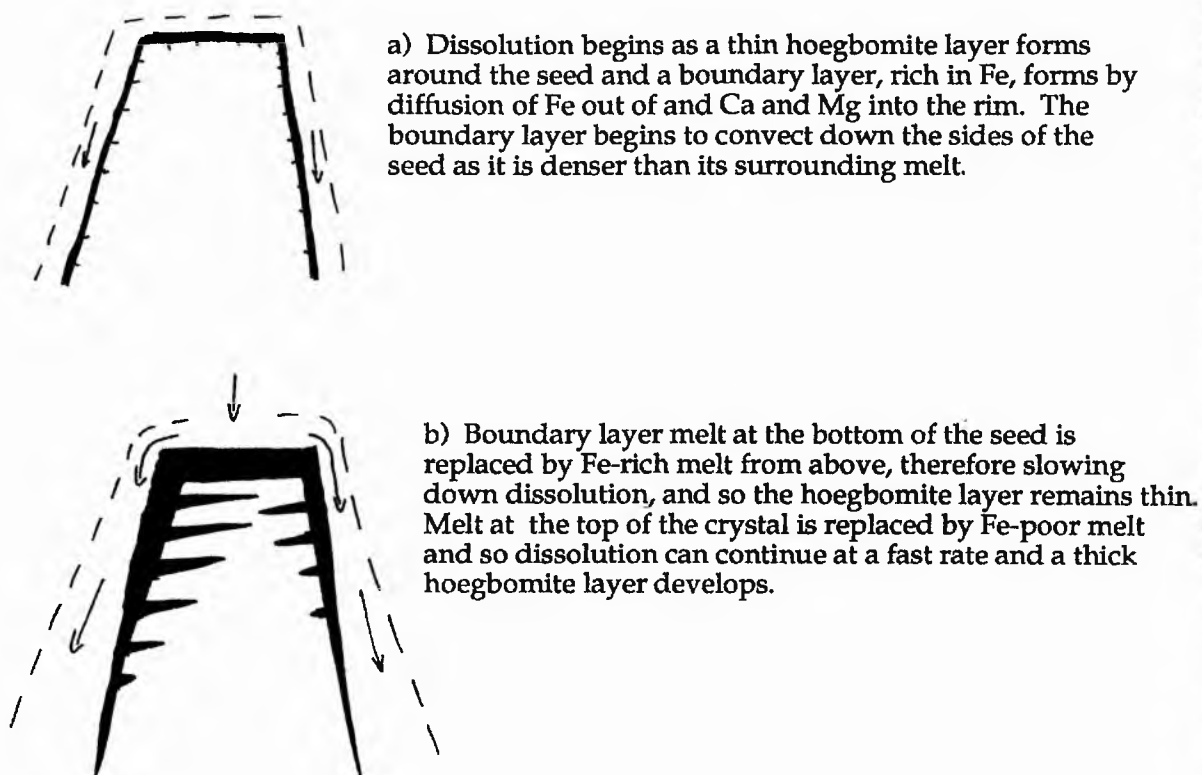 a) Dissolution begins as a thin hoegbomite layer forms
around the seed and a boundary layer, rich in Fe, forms by
diffusion of Fe out of and Ca and Mg into the rim. The
boundary layer begins to convect down the sides of the
seed as it is denser than its surrounding melt.
b) Boundary layer melt at the bottom of the seed is
replaced by Fe-rich melt from above, therefore slowing
down dissolution, and so the hoegbomite layer remains thin.
Melt at the top of the crystal is replaced by Fe-poor melt
and so dissolution can continue at a fast rate and a thick
hoegbomite layer develops.